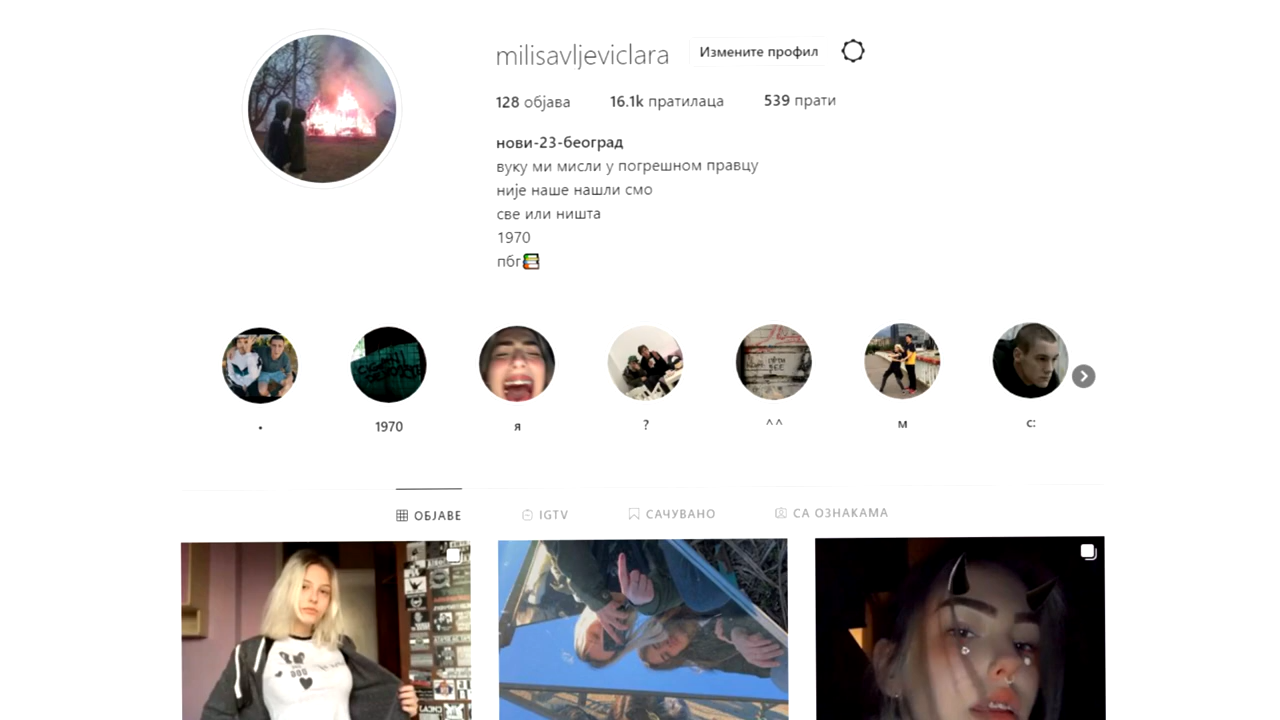 milisavljeviclara Измените профил
128 објава 16.1k пратилаца 539 прати
нови-23-београд
вуку ми мисли у погрешном правцу
није наше нашли смо
све или ништа
1970
пбг📚
• 1970 я ? ^^ м с:
ОБЈАВЕ IGTV САЧУВАНО СА ОЗНАКАМА